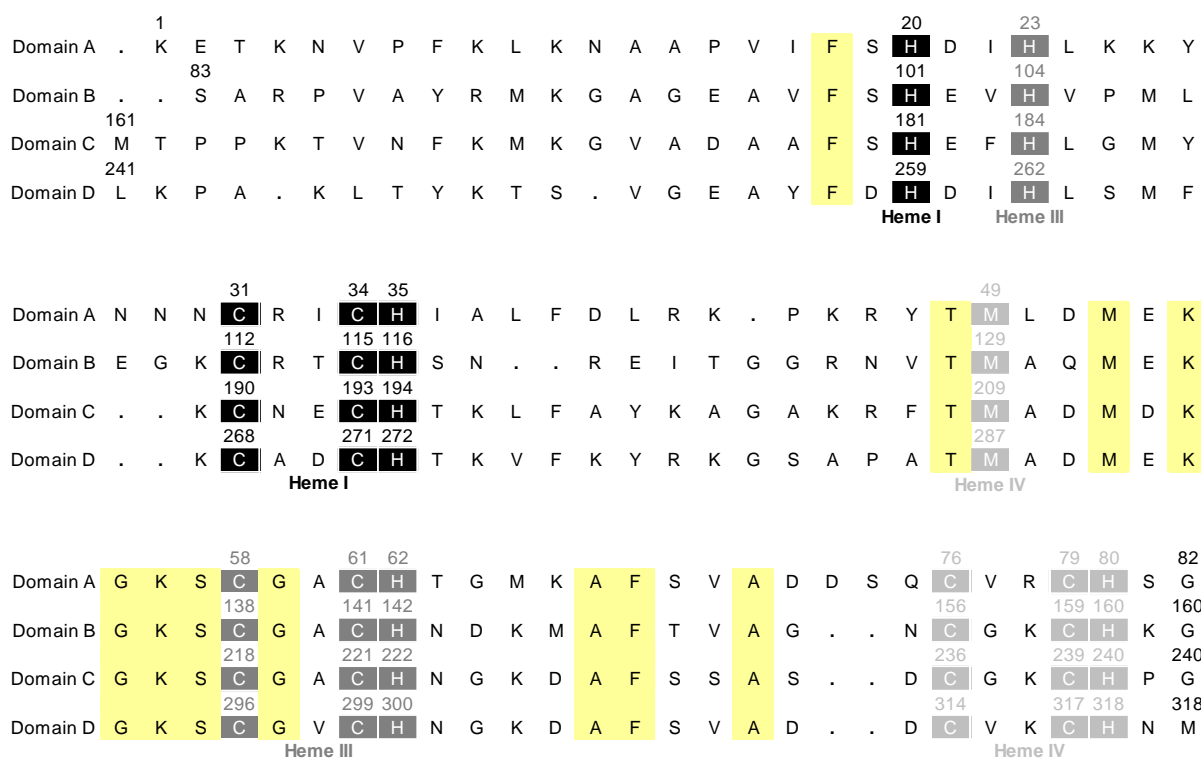 1 20 23
Domain A . K E T K N V P F K L K N A A P V I F S H D I H L K K Y
83 101 104
Domain B . . S A R P V A Y R M K G A G E A V F S H E V H V P M L
161 181 184
Domain C M T P P K T V N F K M K G V A D A A F S H E F H L G M Y
241 259 262
Domain D L K P A . K L T Y K T S . V G E A Y F D H D I H L S M F
Heme I Heme III
31 34 35 49
Domain A N N N C R I C H I A L F D L R K . P K R Y T M L D M E K
112 115 116 129
Domain B E G K C R T C H S N . . R E I T G G R N V T M A Q M E K
190 193 194 209
Domain C . . K C N E C H T K L F A Y K A G A K R F T M A D M D K
268 271 272 287
Domain D . . K C A D C H T K V F K Y R K G S A P A T M A D M E K
Heme I Heme IV
58 61 62 76 79 80 82
Domain A G K S C G A C H T G M K A F S V A D D S Q C V R C H S G
138 141 142 156 159 160 160
Domain B G K S C G A C H N D K M A F T V A G . . N C G K C H K G
218 221 222 236 239 240 240
Domain C G K S C G A C H N G K D A F S S A S . . D C G K C H P G
296 299 300 314 317 318 318
Domain D G K S C G V C H N G K D A F S V A D . . D C V K C H N M
Heme III Heme IV